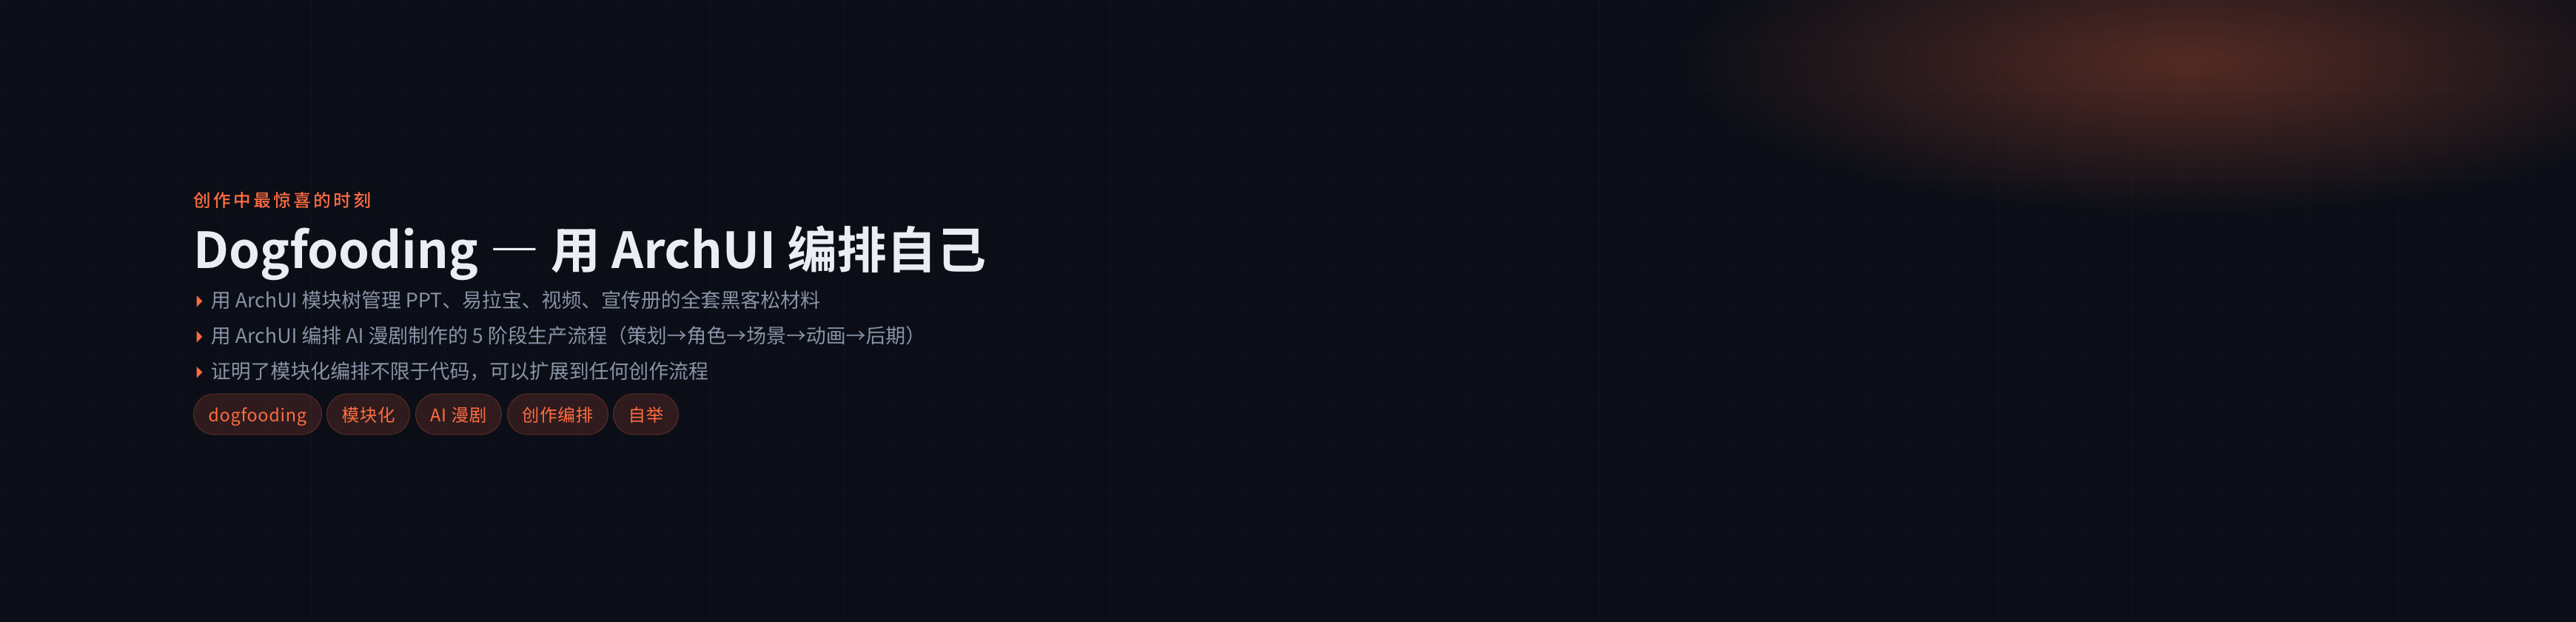 创作中最惊喜的时刻
Dogfooding — 用 ArchUI 编排自己
用 ArchUI 模块树管理 PPT、易拉宝、视频、宣传册的全套黑客松材料
用 ArchUI 编排 AI 漫剧制作的 5 阶段生产流程（策划→角色→场景→动画→后期）
证明了模块化编排不限于代码，可以扩展到任何创作流程
dogfooding 模块化 AI 漫剧 创作编排 自举